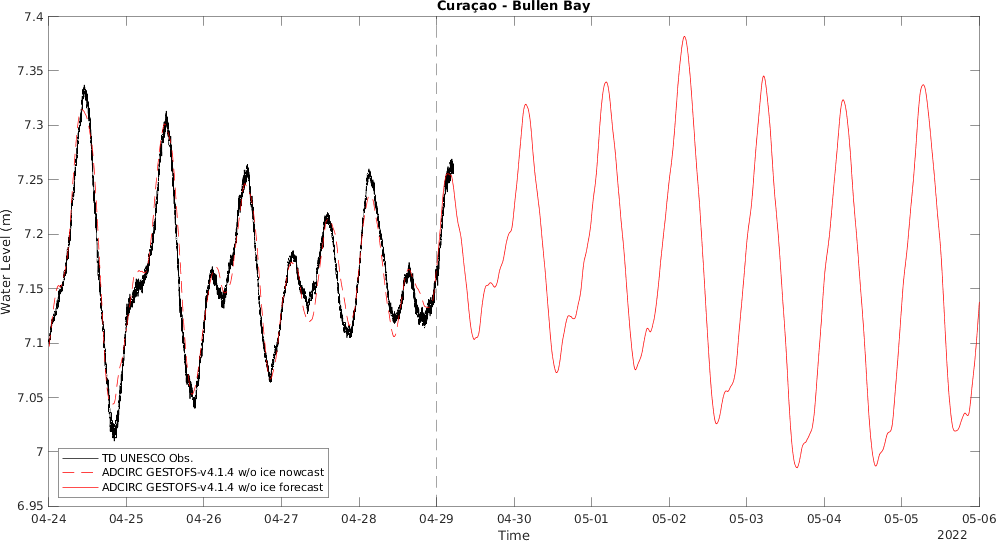 Curaçao - Bullen Bay
7.4
7.35
7.3
7.25
7.2
7.15
7.1
7.05
7
6.95
Water Level (m)
TD UNESCO Obs.
ADCIRC GESTOFS-v4.1.4 w/o ice nowcast
ADCIRC GESTOFS-v4.1.4 w/o ice forecast
04-24 04-25 04-26 04-27 04-28 04-29 04-30 05-01 05-02 05-03 05-04 05-05 05-06
Time
2022